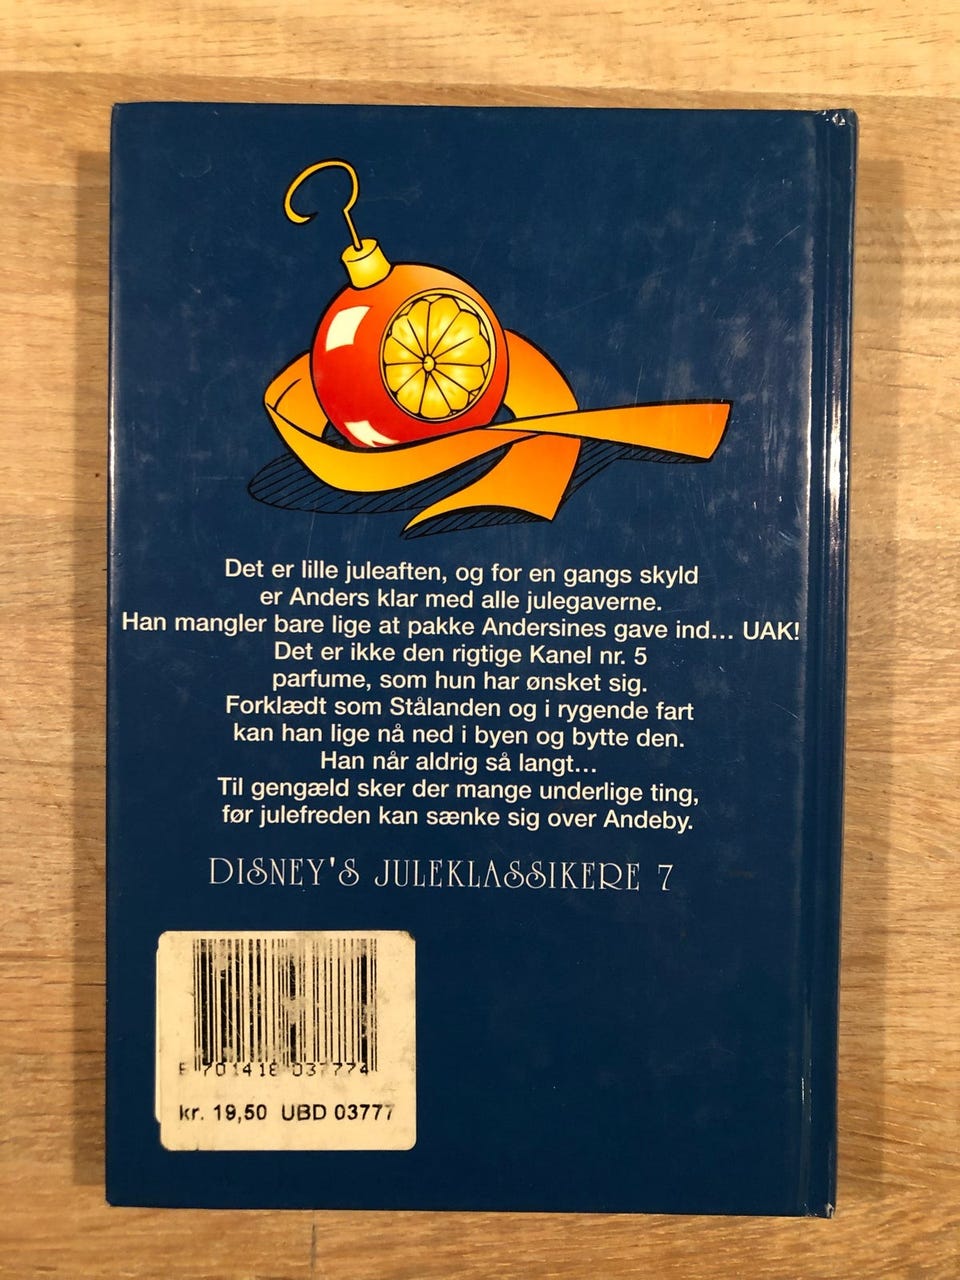 Det er lille juleaften, og for en gangs skyld
er Anders klar med alle julegaverne.
Han mangler bare lige at pakke Andersines gave ind... UAK!
Det er ikke den rigtige Kanel nr. 5
parfume, som hun har ønsket sig.
Forklædt som Stålanden og i rygende fart
kan han lige nå ned i byen og bytte den.
Han når aldrig så langt...
Til gengæld sker der mange underlige ting,
før julefreden kan sænke sig over Andeby.
DISNEY'S JULEKLASSIKERE 7
701418 037774
kr. 19,50 UBD 03777